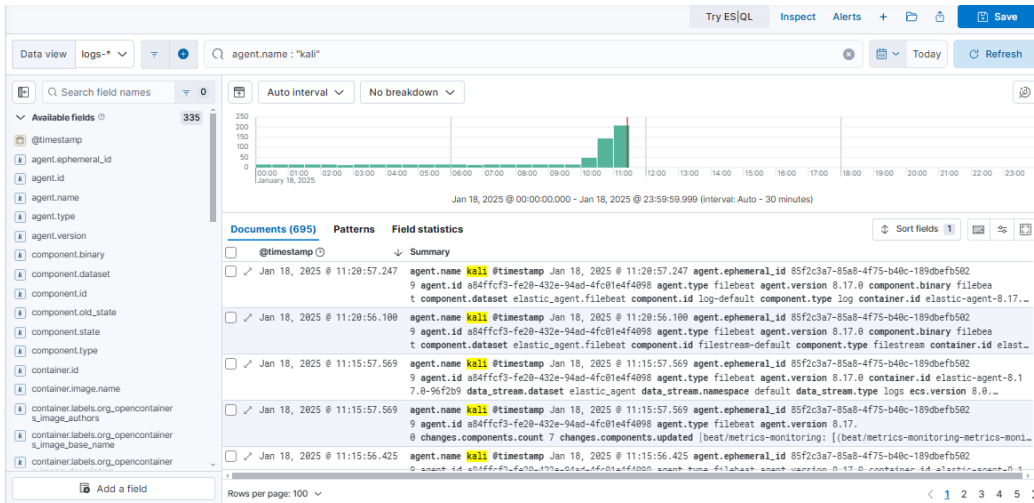 Try ES|QL Inspect Alerts + Save
Data view logs-* agent.name : "kali" Today Refresh
Search field names 0 Auto interval No breakdown
Available fields 335
@timestamp
agent.ephemeral_id
agent.id
agent.name
agent.type
agent.version
component.binary
component.dataset
component.id
component.old_state
component.state
component.type
container.id
container.image.name
container.labels.org_opencontainer
s_image_authors
container.labels.org_opencontainer
s_image_base_name
container.labels.org_opencontainer
Add a field
250
200
150
100
50
0
00:00 01:00 02:00 03:00 04:00 05:00 06:00 07:00 08:00 09:00 10:00 11:00 12:00 13:00 14:00 15:00 16:00 17:00 18:00 19:00 20:00 21:00 22:00 23:00
January 18, 2025
Jan 18, 2025 @ 00:00:00.000 - Jan 18, 2025 @ 23:59:59.999 (interval: Auto - 30 minutes)
Documents (695) Patterns Field statistics Sort fields 1
@timestamp Summary
Jan 18, 2025 @ 11:20:57.247 agent.name kali @timestamp Jan 18, 2025 @ 11:20:57.247 agent.ephemeral_id 85f2c3a7-85a8-4f75-b40c-189dbefb502
9 agent.id a84ffcf3-fe20-432e-94ad-4fc01e4f4098 agent.type filebeat agent.version 8.17.0 component.binary filebea
t component.dataset elastic_agent.filebeat component.id log-default component.type log container.id elastic-agent-8.17.…
Jan 18, 2025 @ 11:20:56.100 agent.name kali @timestamp Jan 18, 2025 @ 11:20:56.100 agent.ephemeral_id 85f2c3a7-85a8-4f75-b40c-189dbefb502
9 agent.id a84ffcf3-fe20-432e-94ad-4fc01e4f4098 agent.type filebeat agent.version 8.17.0 component.binary filebea
t component.dataset elastic_agent.filebeat component.id filestream-default component.type filestream container.id elast…
Jan 18, 2025 @ 11:15:57.569 agent.name kali @timestamp Jan 18, 2025 @ 11:15:57.569 agent.ephemeral_id 85f2c3a7-85a8-4f75-b40c-189dbefb502
9 agent.id a84ffcf3-fe20-432e-94ad-4fc01e4f4098 agent.type filebeat agent.version 8.17.0 container.id elastic-agent-8.1
7.0-96f2b9 data_stream.dataset elastic_agent data_stream.namespace default data_stream.type logs ecs.version 8.0.…
Jan 18, 2025 @ 11:15:57.569 agent.name kali @timestamp Jan 18, 2025 @ 11:15:57.569 agent.ephemeral_id 85f2c3a7-85a8-4f75-b40c-189dbefb502
9 agent.id a84ffcf3-fe20-432e-94ad-4fc01e4f4098 agent.type filebeat agent.version 8.17.
0 changes.components.count 7 changes.components.updated [beat/metrics-monitoring: [(beat/metrics-monitoring-metrics-moni…
Jan 18, 2025 @ 11:15:56.425 agent.name kali @timestamp Jan 18, 2025 @ 11:15:56.425 agent.ephemeral_id 85f2c3a7-85a8-4f75-b40c-189dbefb502
Rows per page: 100 1 2 3 4 5